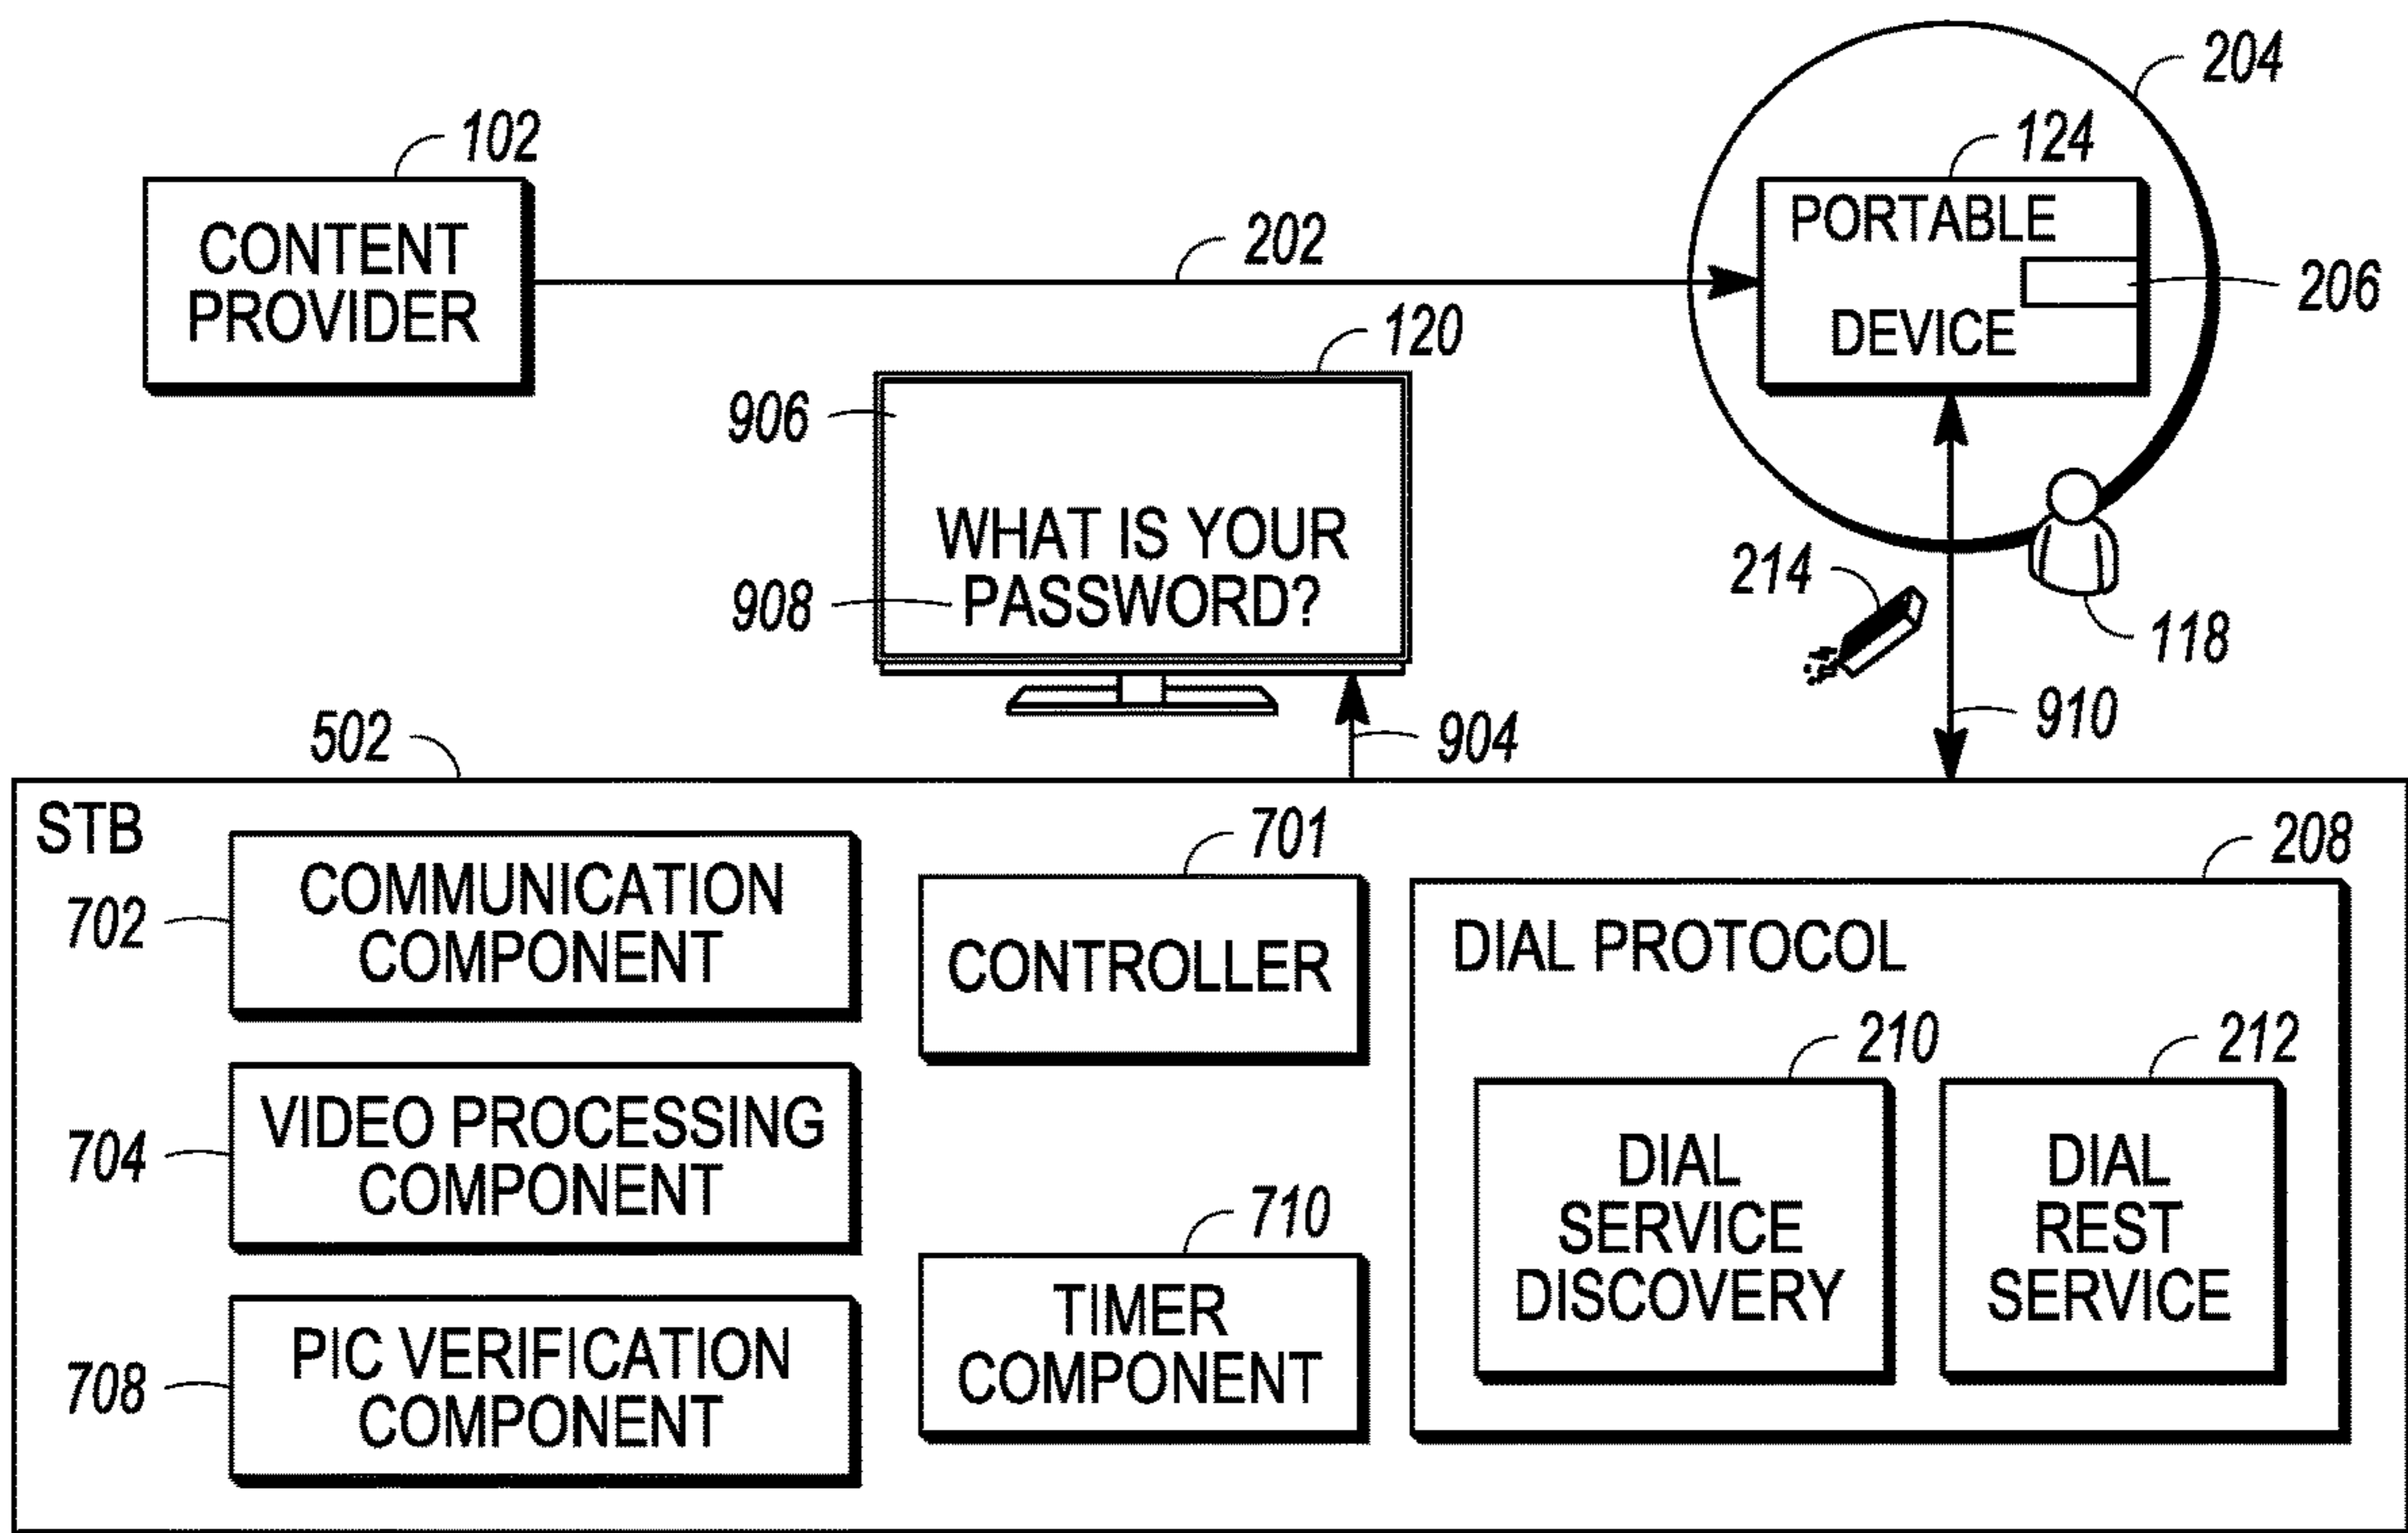 204
102
124
CONTENT
PROVIDER
202
PORTABLE
DEVICE
206
120
906
WHAT IS YOUR
PASSWORD?
908
214
118
910
904
502
STB
701
208
COMMUNICATION
COMPONENT
702
CONTROLLER
DIAL PROTOCOL
210
212
VIDEO PROCESSING
COMPONENT
704
DIAL
SERVICE
DISCOVERY
DIAL
REST
SERVICE
710
TIMER
COMPONENT
PIC VERIFICATION
COMPONENT
708